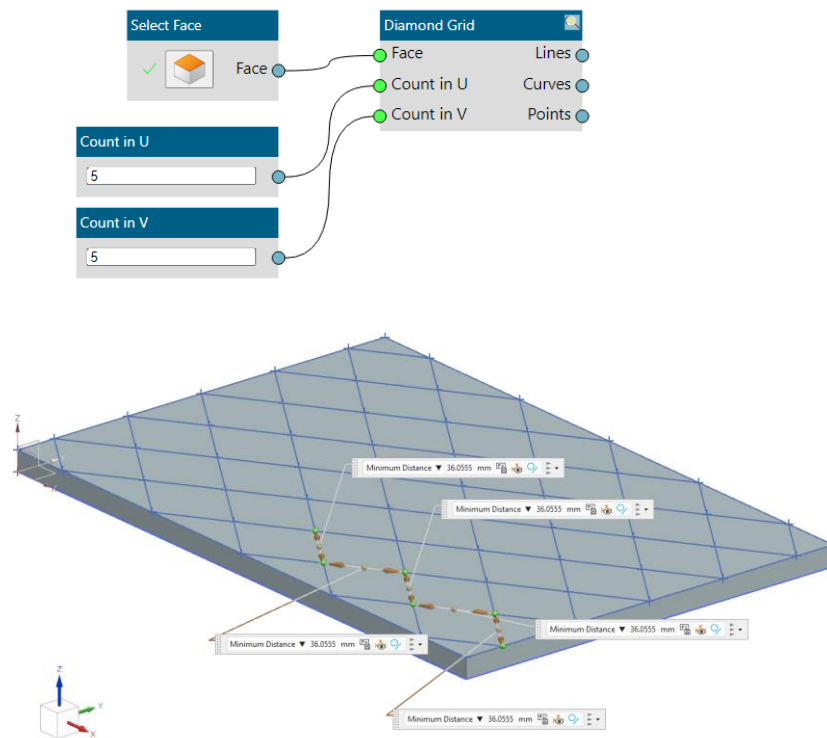 Select Face
Face
Diamond Grid
Face
Lines
Count in U
Curves
Count in V
Points
Count in U
5
Count in V
5
Z
Minimum Distance ▼ 36.0555 mm
Minimum Distance ▼ 36.0555 mm
Minimum Distance ▼ 36.0555 mm
Minimum Distance ▼ 36.0555 mm
Minimum Distance ▼ 36.0555 mm
Z
Y
X